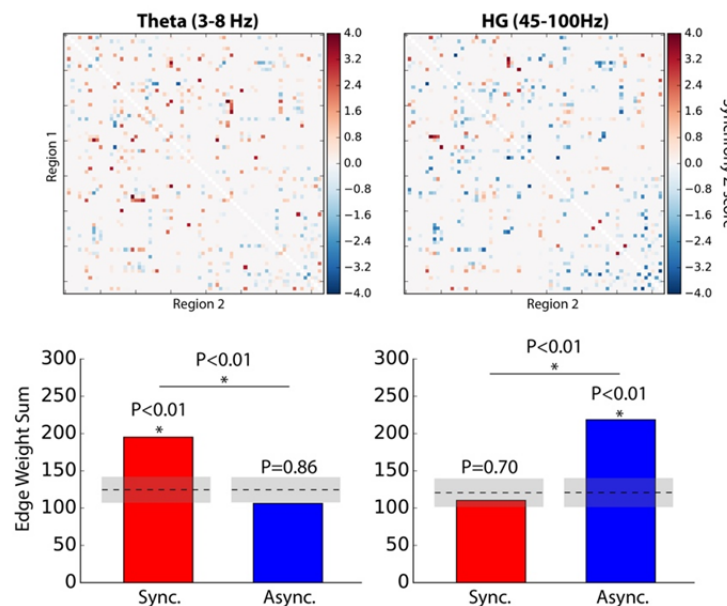 Theta (3-8 Hz)
HG (45-100Hz)
4.0
3.2
2.4
1.6
0.8
0.0
−0.8
−1.6
−2.4
−3.2
−4.0
4.0
3.2
2.4
1.6
0.8
0.0
−0.8
−1.6
−2.4
−3.2
−4.0
Region 1
Region 2
Region 2
Edge Weight Sum
300
250
200
150
100
50
0
P<0.01
*
P<0.01
*
P=0.86
Sync.
Async.
300
250
200
150
100
50
0
P<0.01
*
P=0.70
P<0.01
*
Sync.
Async.